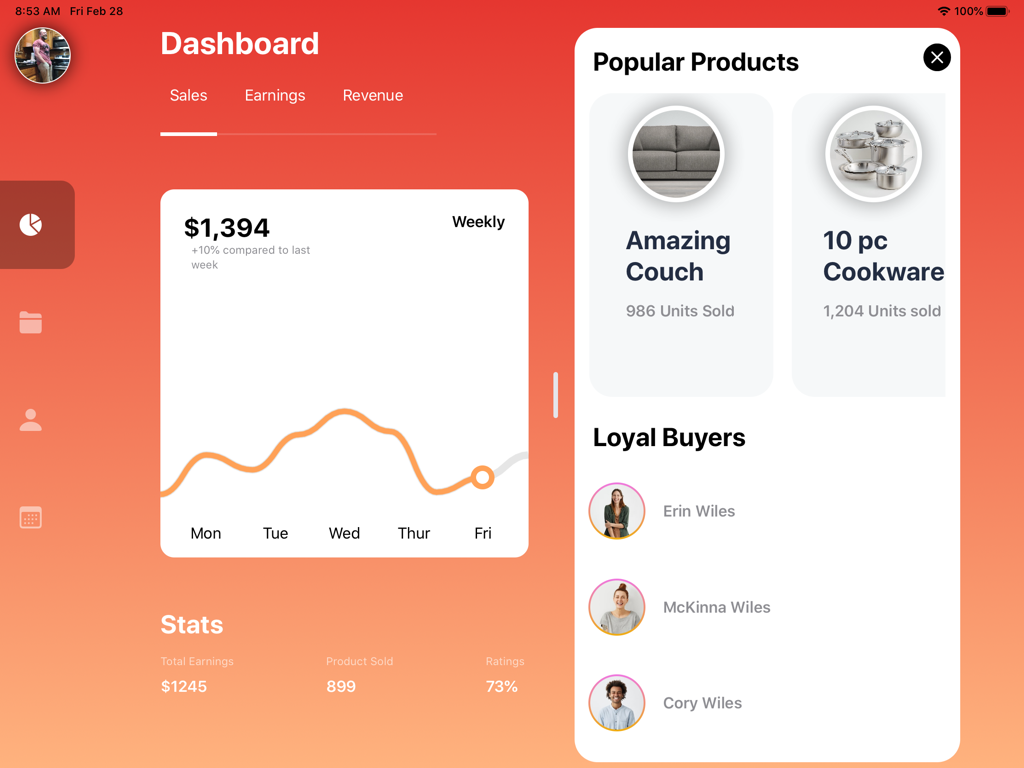 8:53 AM Fri Feb 28
100%
Dashboard
Sales Earnings Revenue
$1,394
Weekly
+10% compared to last
week
Mon Tue Wed Thur Fri
Stats
Total Earnings Product Sold Ratings
$1245 899 73%
Popular Products
Amazing
Couch
986 Units Sold
10 pc
Cookware
1,204 Units sold
Loyal Buyers
Erin Wiles
McKinna Wiles
Cory Wiles